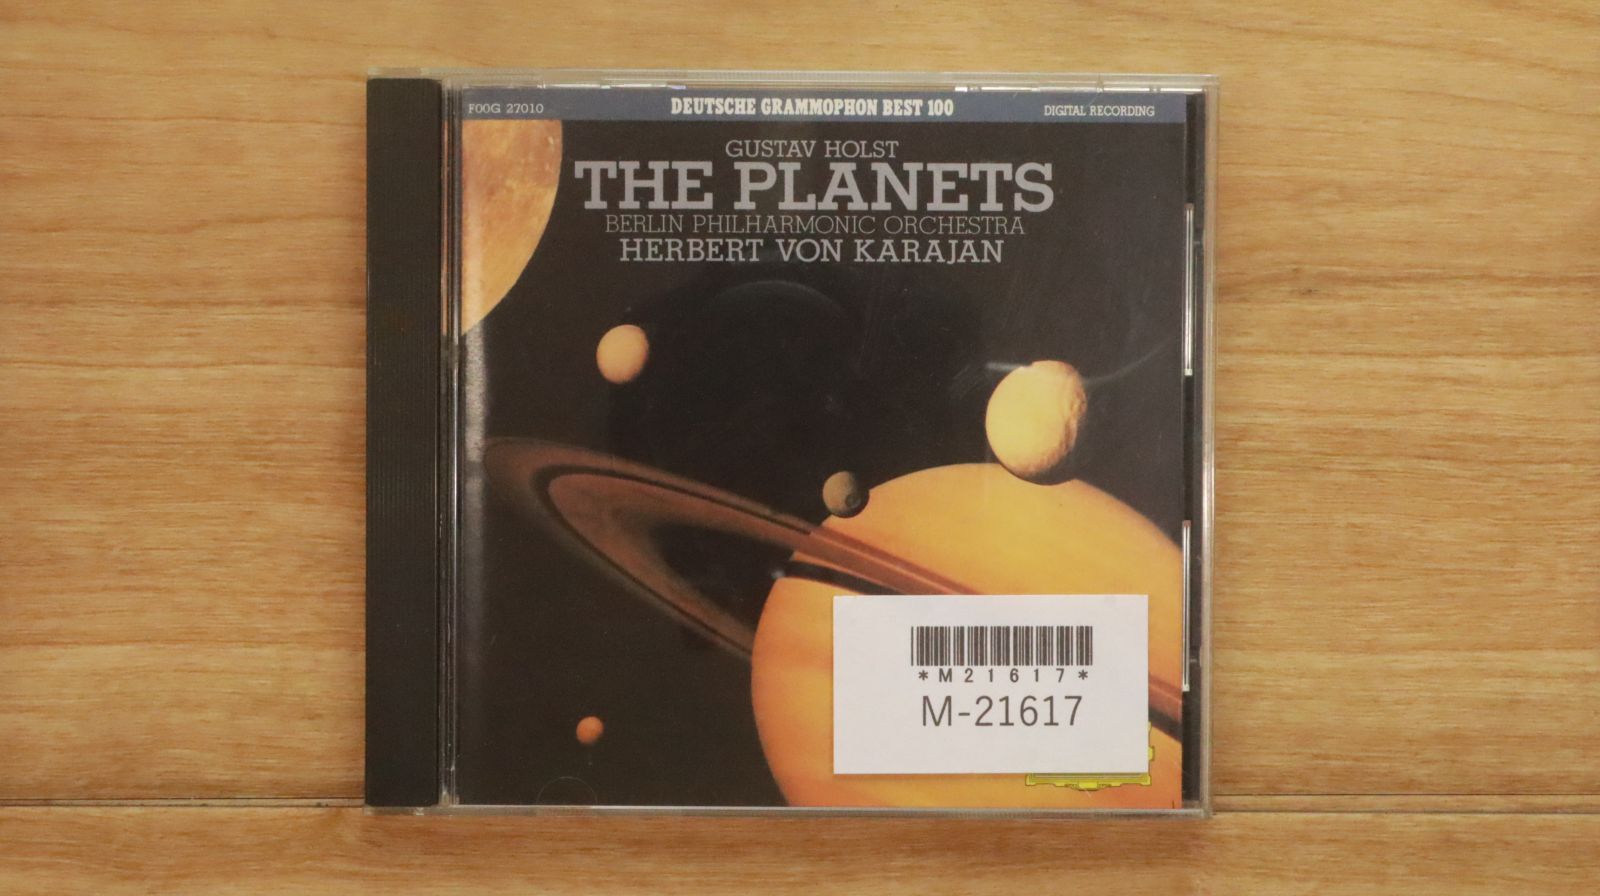 F00G 27010
DEUTSCHE GRAMMOPHON BEST 100
DIGITAL RECORDING
GUSTAV HOLST
THE PLANETS
BERLIN PHILHARMONIC ORCHESTRA
HERBERT VON KARAJAN
*M21617*
M-21617